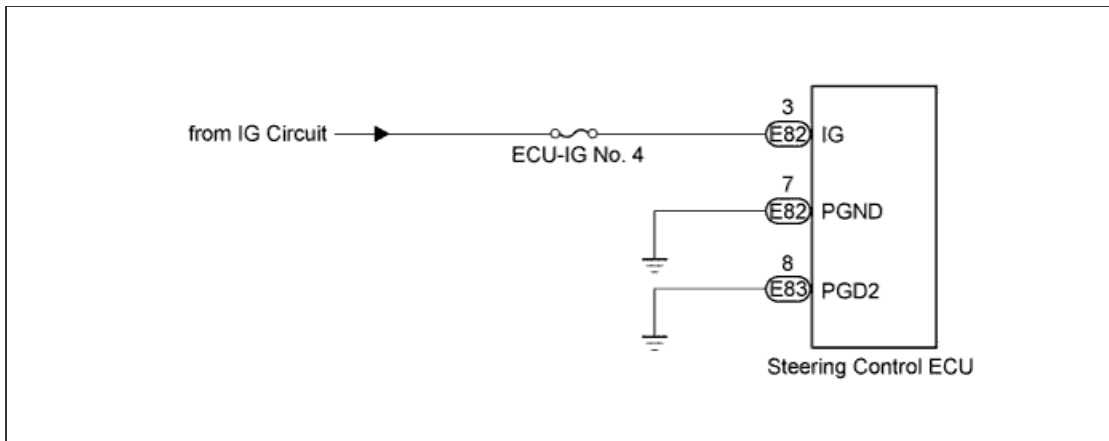 3
from IG Circuit
E82 IG
ECU-IG No. 4
7
E82 PGND
8
E83 PGD2
Steering Control ECU